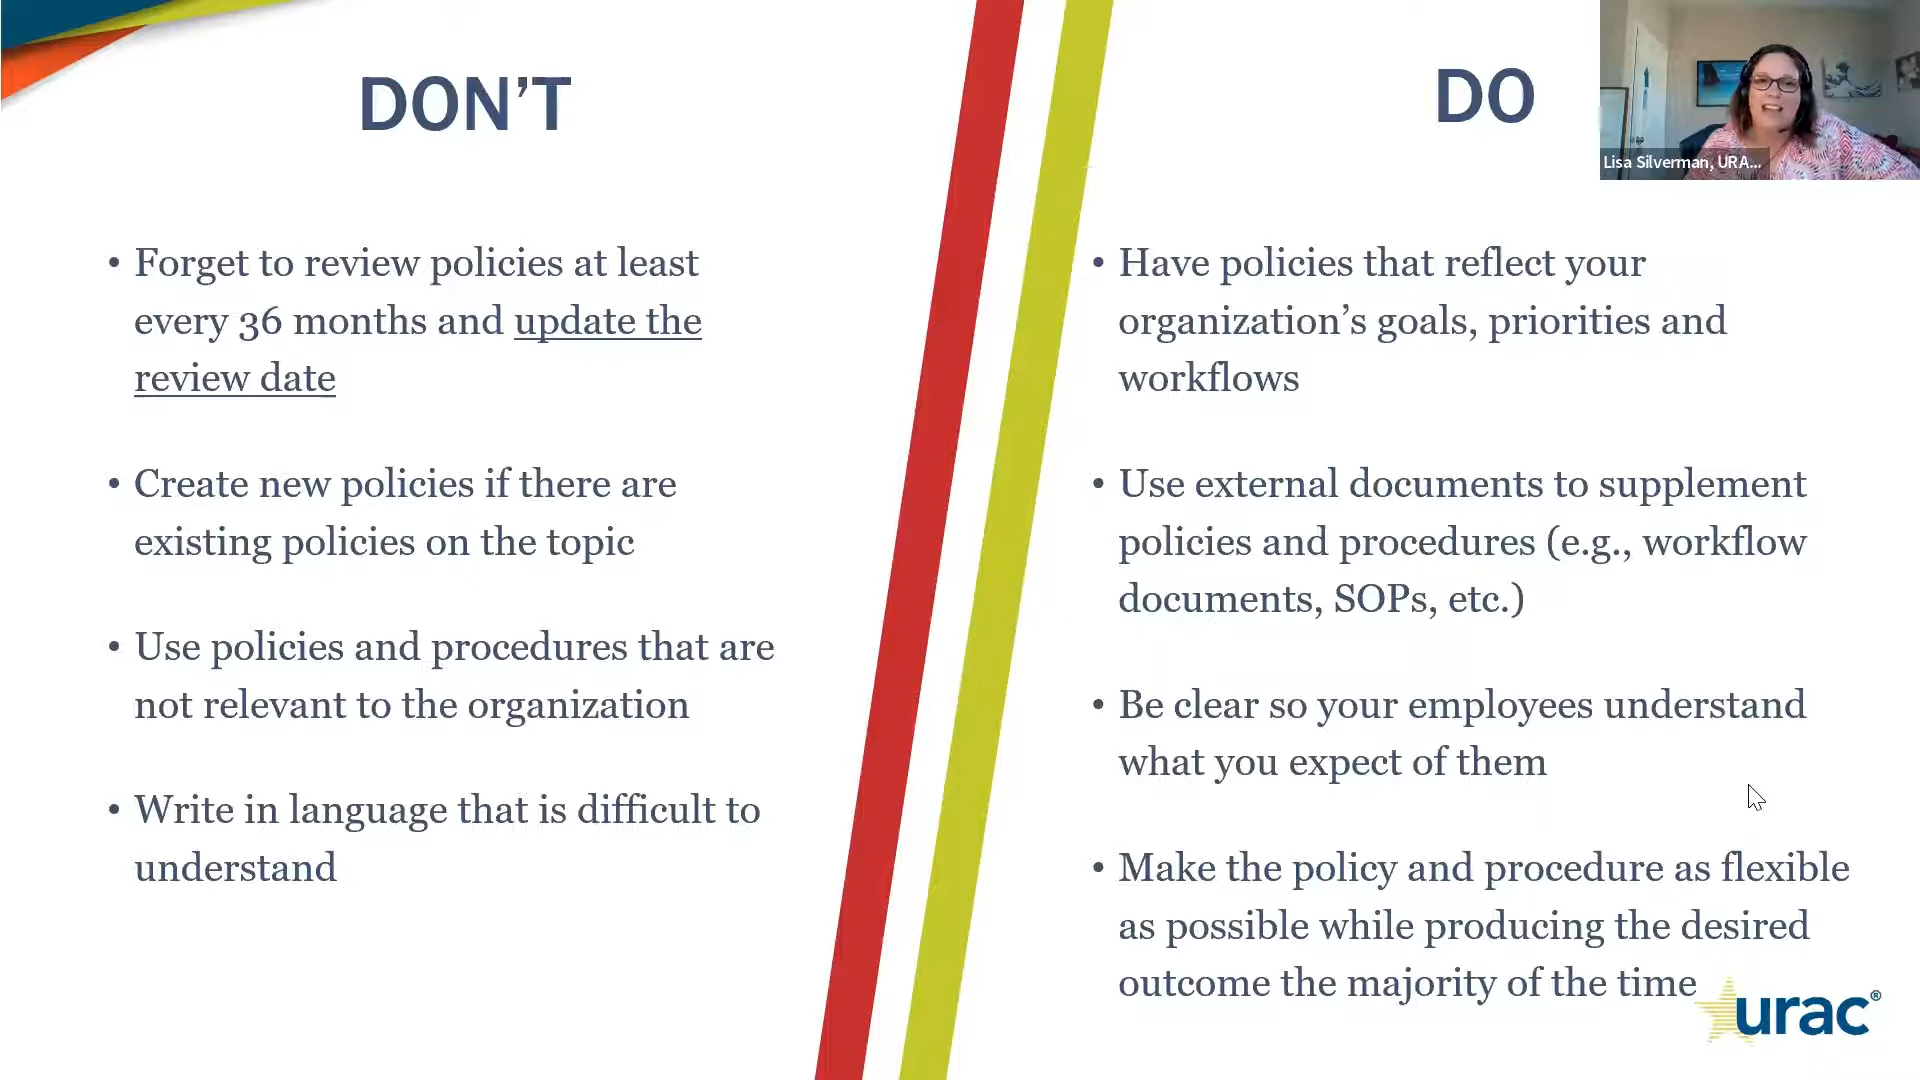 DON'T
• Forget to review policies at least
every 36 months and update the
review date
• Create new policies if there are
existing policies on the topic
• Use policies and procedures that are
not relevant to the organization
• Write in language that is difficult to
understand
DO
• Have policies that reflect your
organization's goals, priorities and
workflows
• Use external documents to supplement
policies and procedures (e.g., workflow
documents, SOPs, etc.)
• Be clear so your employees understand
what you expect of them
• Make the policy and procedure as flexible
as possible while producing the desired
outcome the majority of the time
Lisa Silverman, URA...
urac®